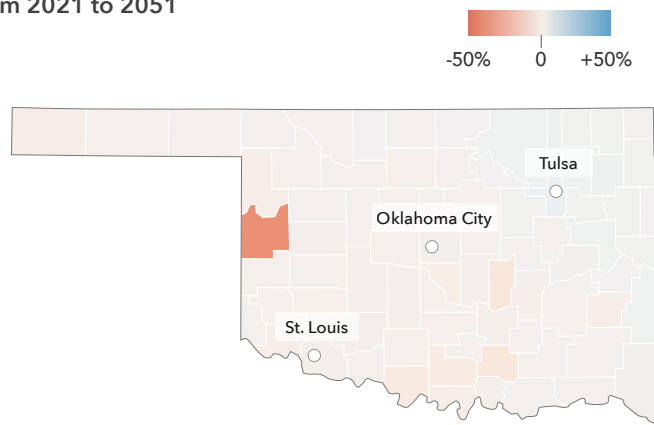 m 2021 to 2051
-50% 0 +50%
Tulsa
Oklahoma City
St. Louis